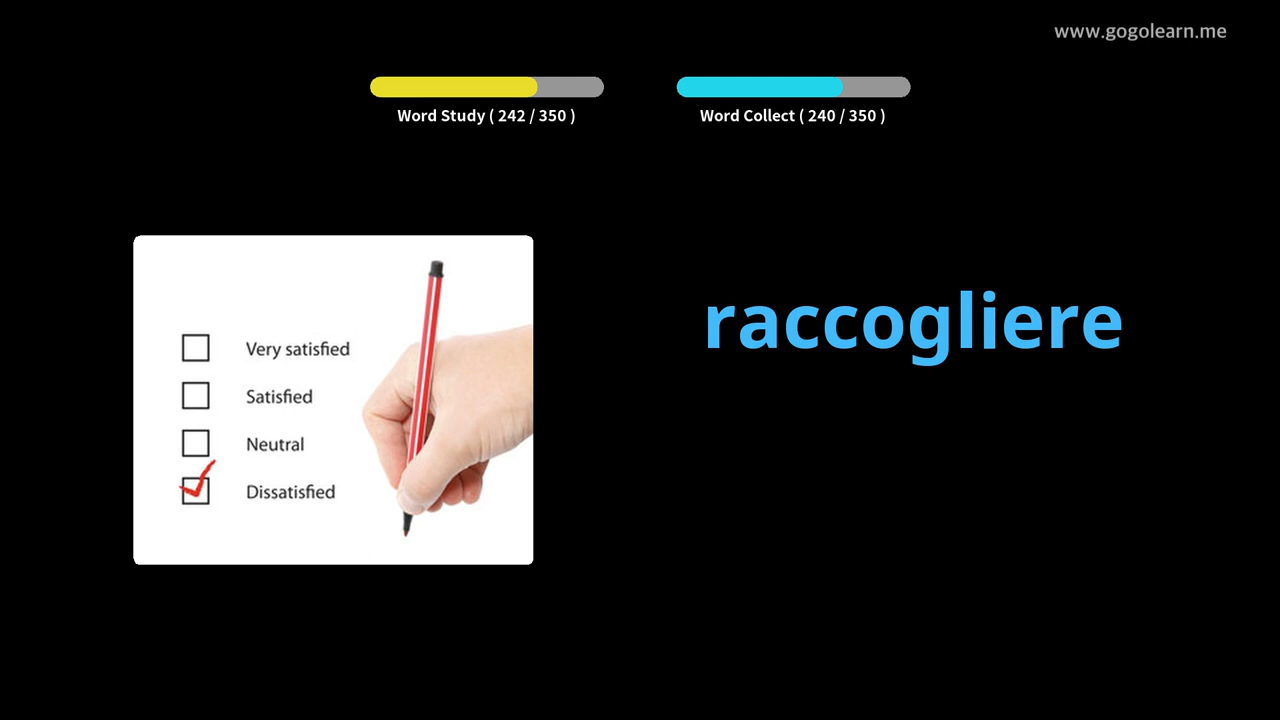 www.gogolearn.me
Word Study ( 242 / 350 )
Word Collect ( 240 / 350 )
raccogliere
Very satisfied
Satisfied
Neutral
Dissatisfied